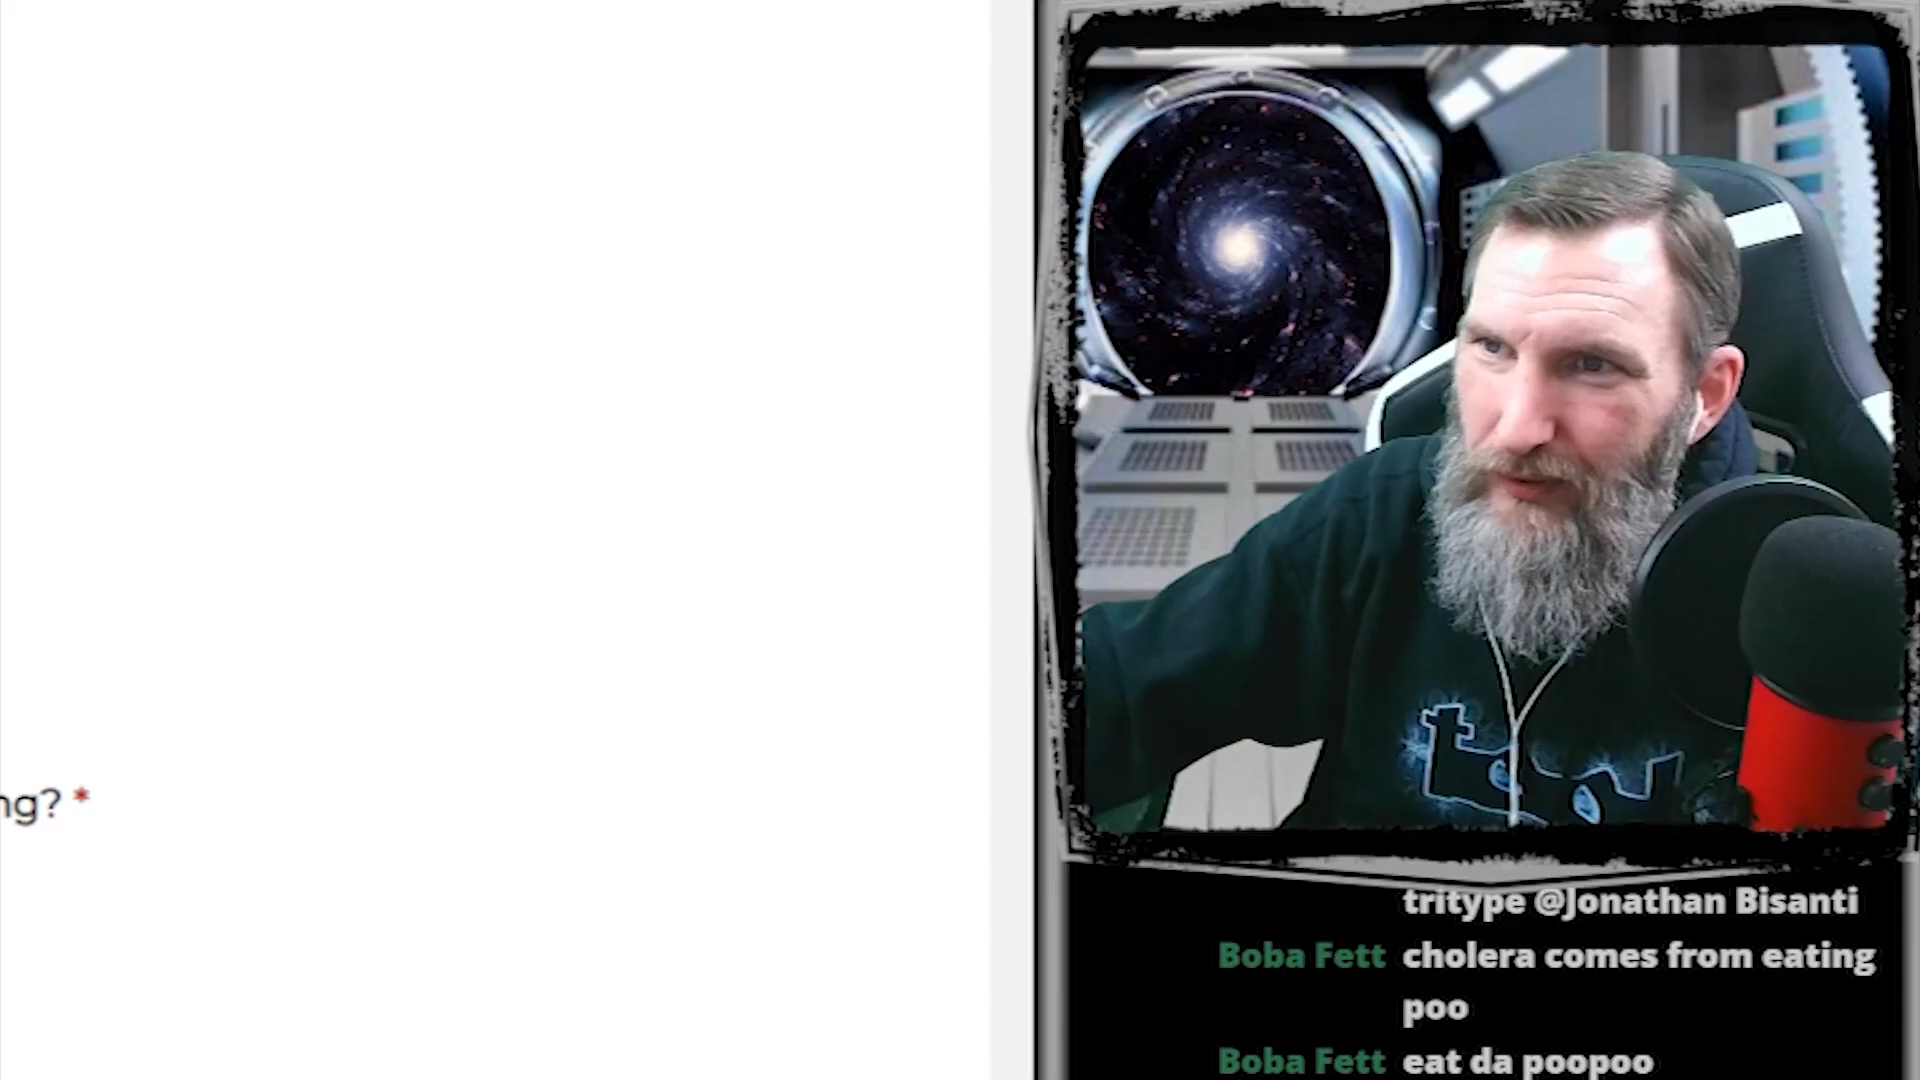 ng? *
tritype @Jonathan Bisanti
Boba Fett cholera comes from eating
poo
Boba Fett eat da poopoo